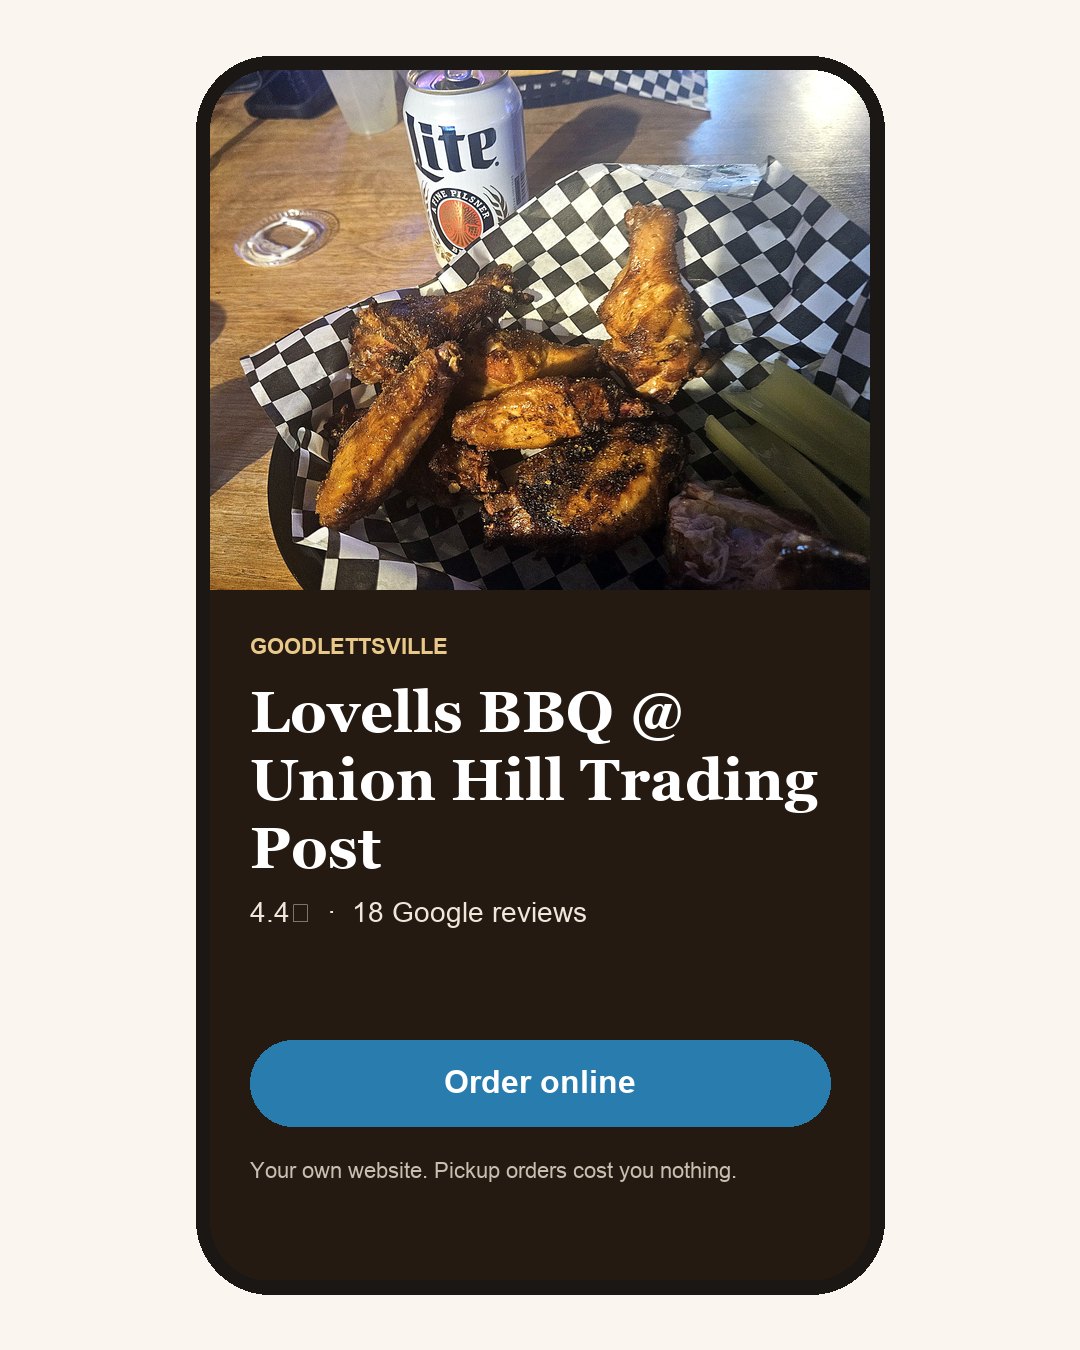 Lite
A FINE PILSNER
GOODLETTSVILLE
Lovells BBQ @
Union Hill Trading
Post
4.4□ · 18 Google reviews
Order online
Your own website. Pickup orders cost you nothing.